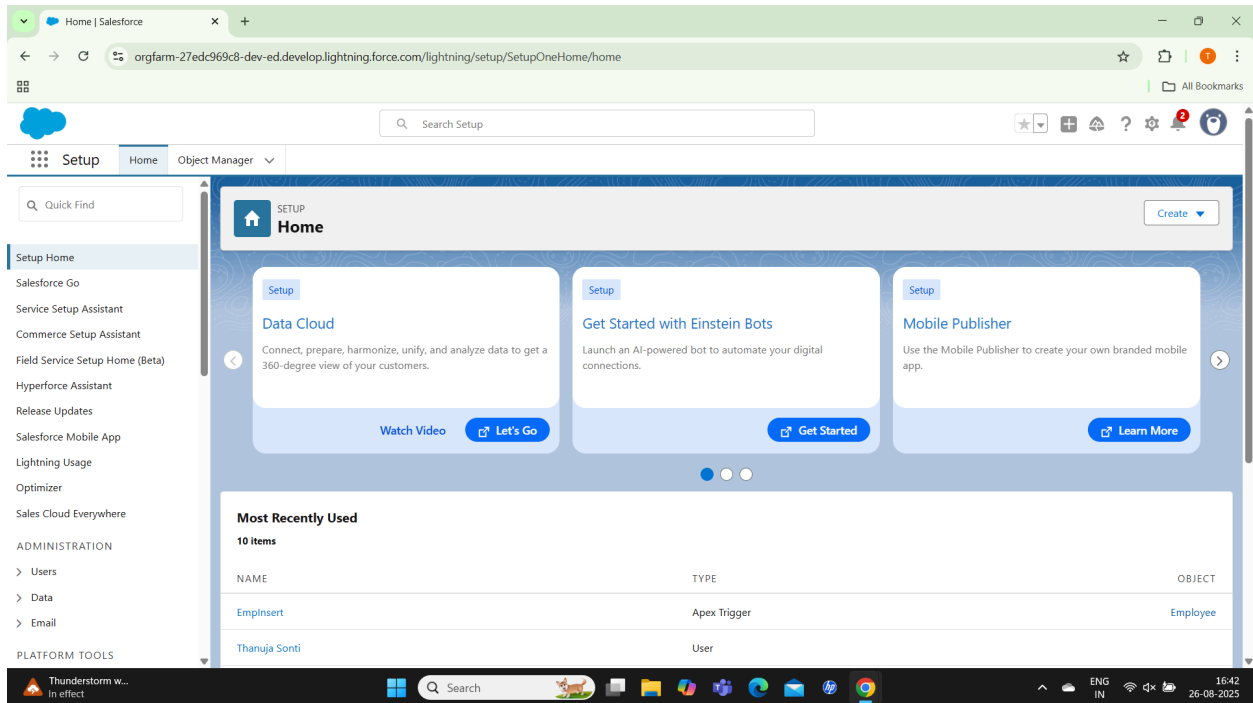 Home | Salesforce
orgfarm-27edc969c8-dev-ed.develop.lightning.force.com/lightning/setup/SetupOneHome/home
T
All Bookmarks
Search Setup
2
Setup
Home
Object Manager
Quick Find
Setup Home
Salesforce Go
Service Setup Assistant
Commerce Setup Assistant
Field Service Setup Home (Beta)
Hyperforce Assistant
Release Updates
Salesforce Mobile App
Lightning Usage
Optimizer
Sales Cloud Everywhere
ADMINISTRATION
Users
Data
Email
PLATFORM TOOLS
SETUP
Home
Create
Setup
Data Cloud
Connect, prepare, harmonize, unify, and analyze data to get a
360-degree view of your customers.
Watch Video
Let's Go
Setup
Get Started with Einstein Bots
Launch an AI-powered bot to automate your digital
connections.
Get Started
Setup
Mobile Publisher
Use the Mobile Publisher to create your own branded mobile
app.
Learn More
Most Recently Used
10 items
NAME TYPE OBJECT
EmpInsert Apex Trigger Employee
Thanuja Sonti User
Thunderstorm w...
In effect
Search
hp
ENG
IN
16:42
26-08-2025